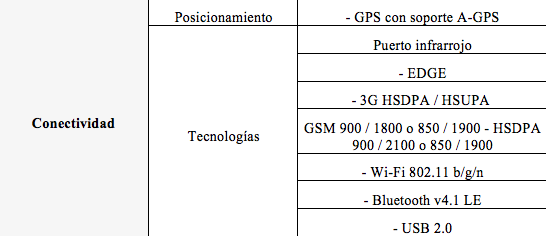 Posicionamiento
- GPS con soporte A-GPS
Conectividad
Tecnologías
Puerto infrarrojo
- EDGE
- 3G HSDPA / HSUPA
GSM 900 / 1800 o 850 / 1900 - HSDPA
900 / 2100 o 850 / 1900
- Wi-Fi 802.11 b/g/n
- Bluetooth v4.1 LE
- USB 2.0